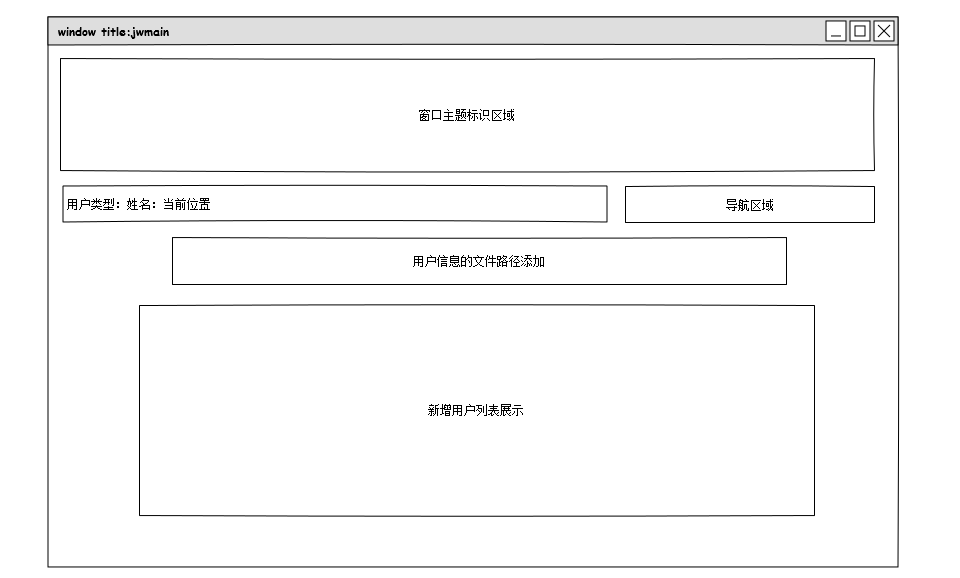 window title:jwmain
窗口主题标识区域
用户类型：姓名：当前位置
导航区域
用户信息的文件路径添加
新增用户列表展示